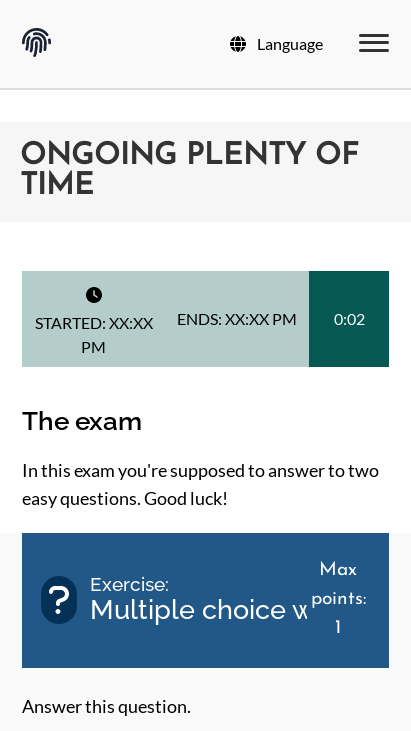 Language
ONGOING PLENTY OF
TIME
STARTED: XX:XX
PM
ENDS: XX:XX PM
0:02
The exam
In this exam you're supposed to answer to two
easy questions. Good luck!
Exercise:
Multiple choice w
Max
points:
1
Answer this question.